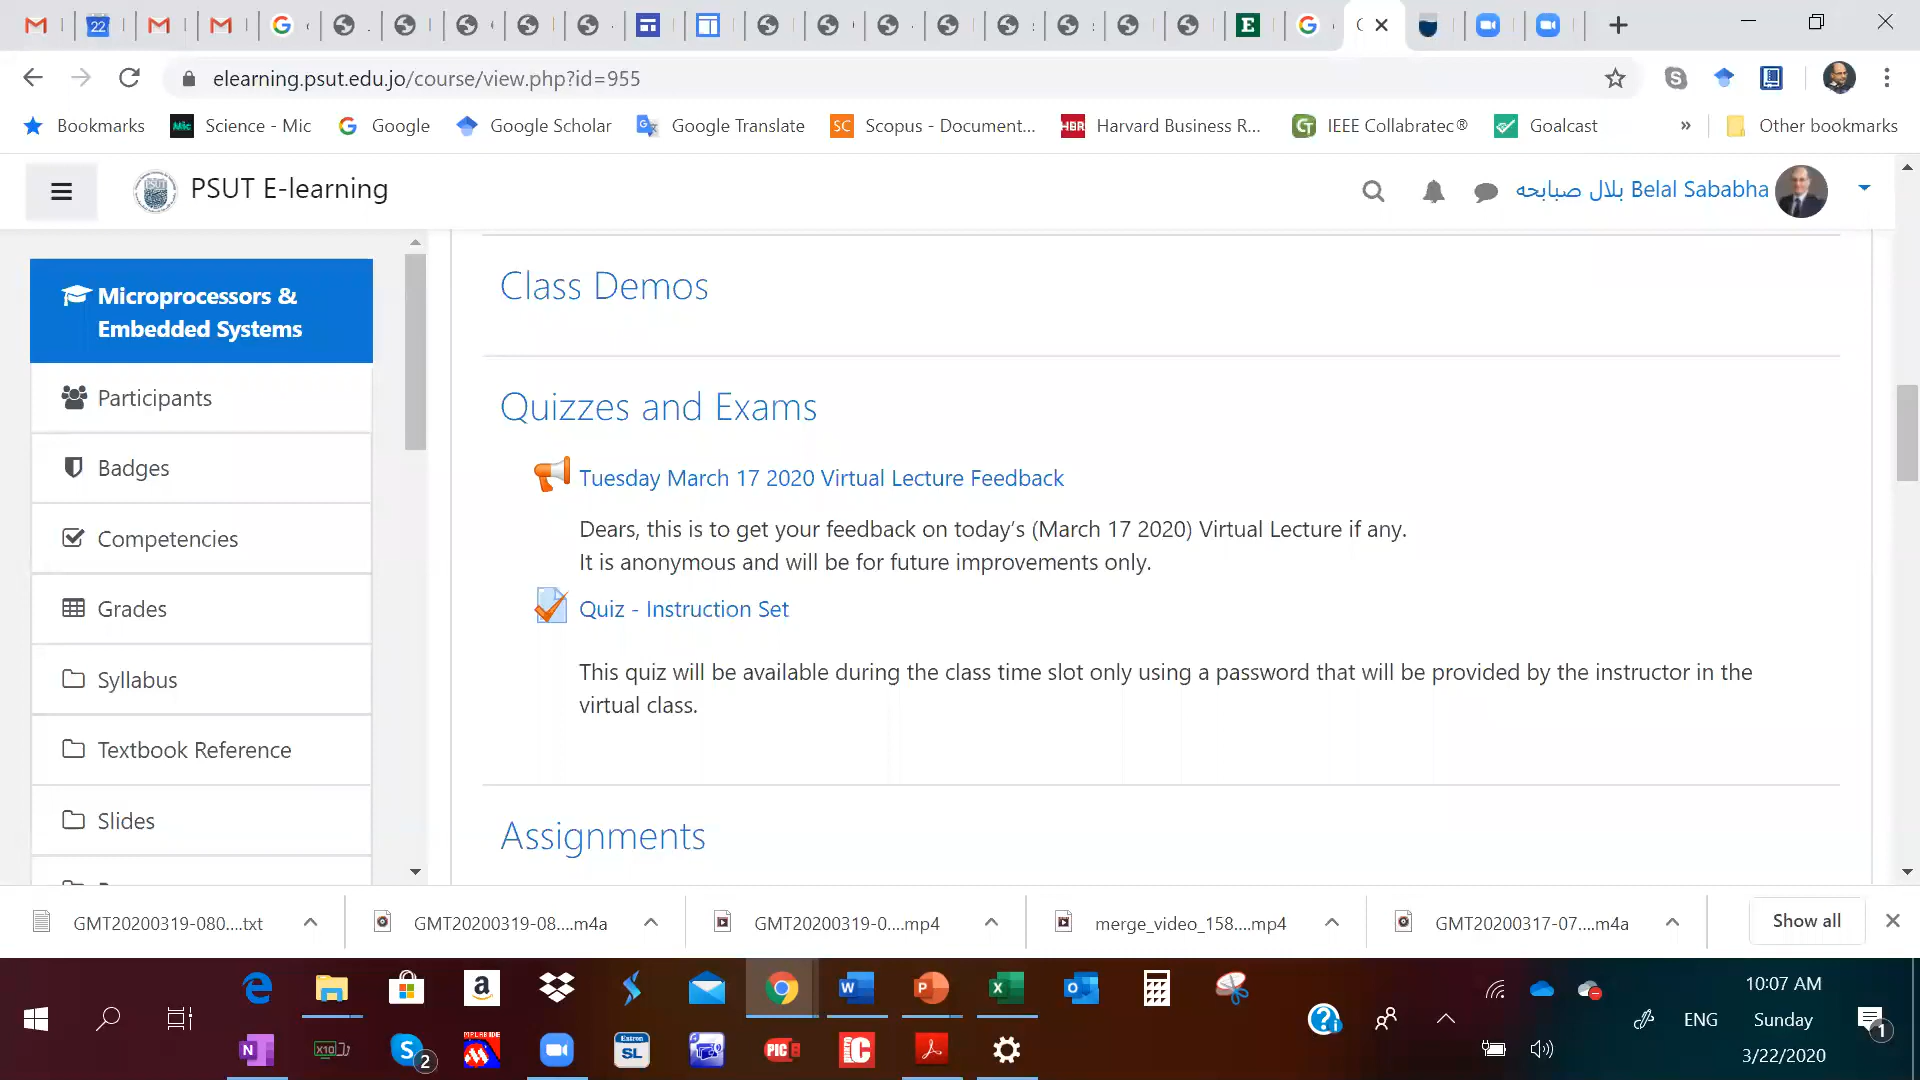 22
elearning.psut.edu.jo/course/view.php?id=955
Bookmarks
Science - Mic
Google
Google Scholar
Google Translate
SC Scopus - Document...
HBR Harvard Business R...
IEEE Collabratec®
Goalcast
»
Other bookmarks
PSUT E-learning
بلال صبابحه Belal Sababha
Microprocessors &
Embedded Systems
Participants
Badges
Competencies
Grades
Syllabus
Textbook Reference
Slides
Class Demos
Quizzes and Exams
Tuesday March 17 2020 Virtual Lecture Feedback
Dears, this is to get your feedback on today's (March 17 2020) Virtual Lecture if any.
It is anonymous and will be for future improvements only.
Quiz - Instruction Set
This quiz will be available during the class time slot only using a password that will be provided by the instructor in the
virtual class.
Assignments
GMT20200319-080....txt
GMT20200319-08....m4a
GMT20200319-0....mp4
merge_video_158....mp4
GMT20200317-07....m4a
Show all
10:07 AM
ENG
Sunday
3/22/2020
1
2
Extron
SL